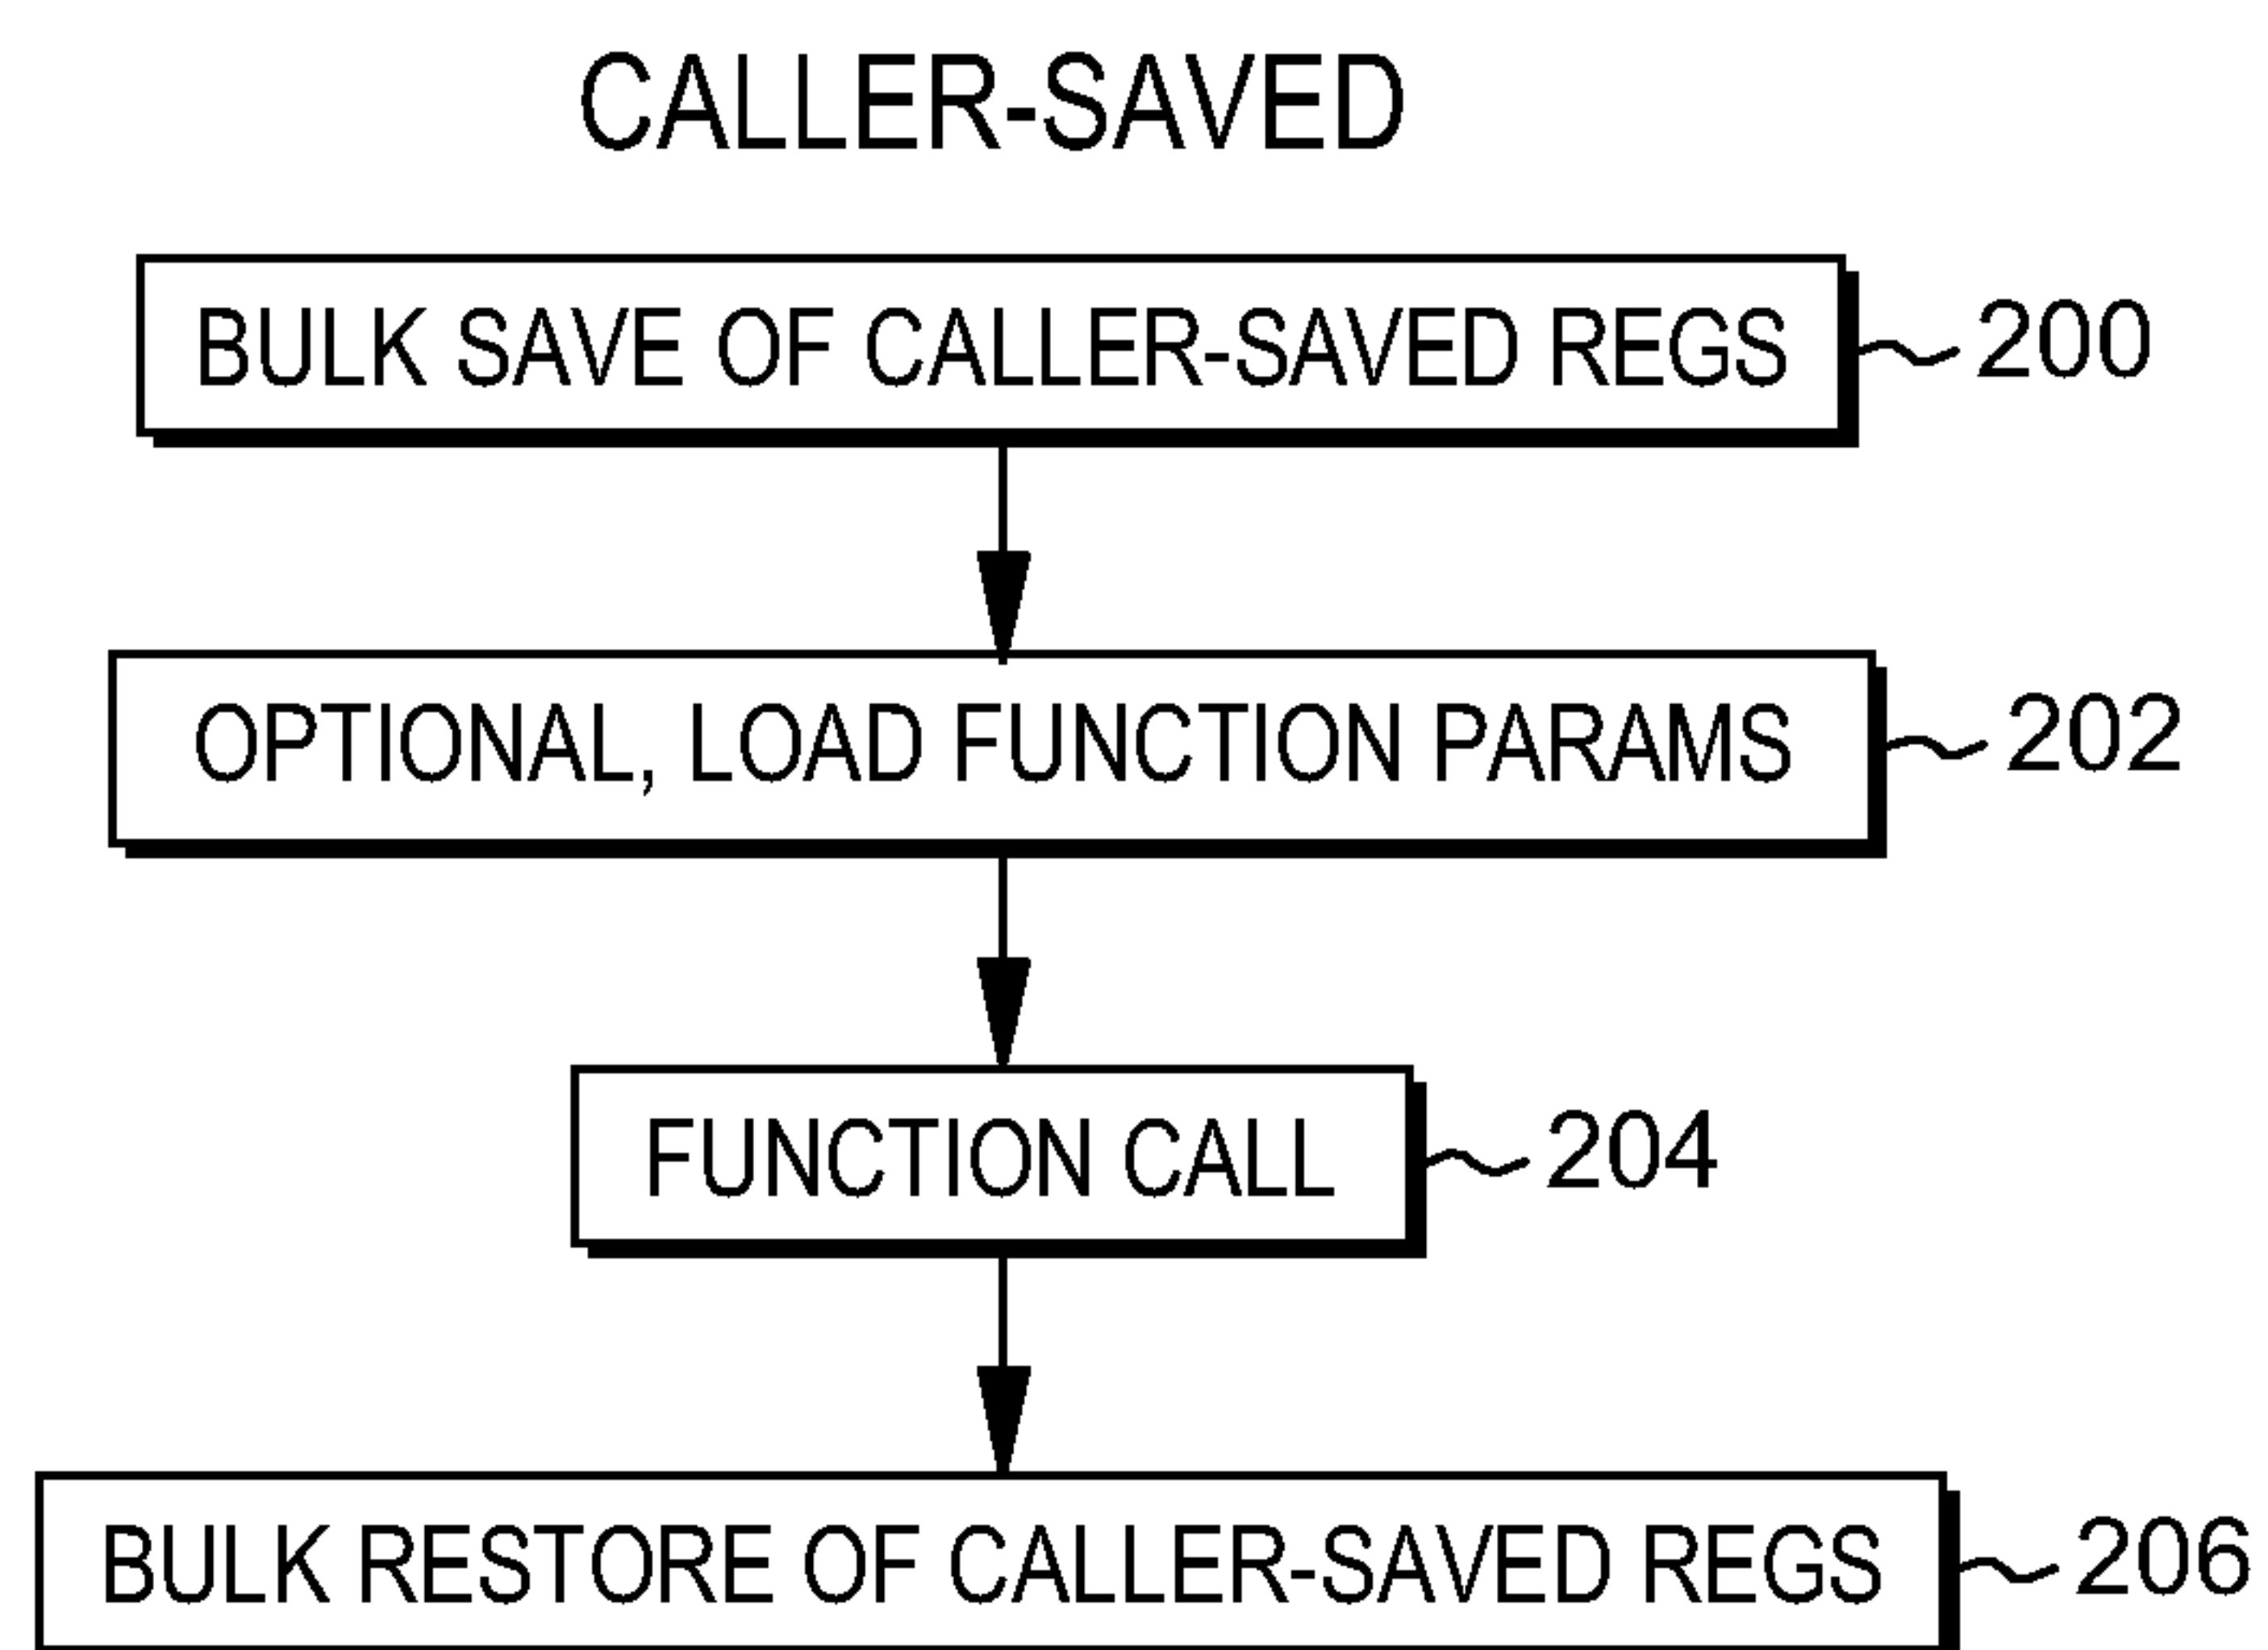 CALLER-SAVED
BULK SAVE OF CALLER-SAVED REGS 200
OPTIONAL, LOAD FUNCTION PARAMS 202
FUNCTION CALL 204
BULK RESTORE OF CALLER-SAVED REGS 206